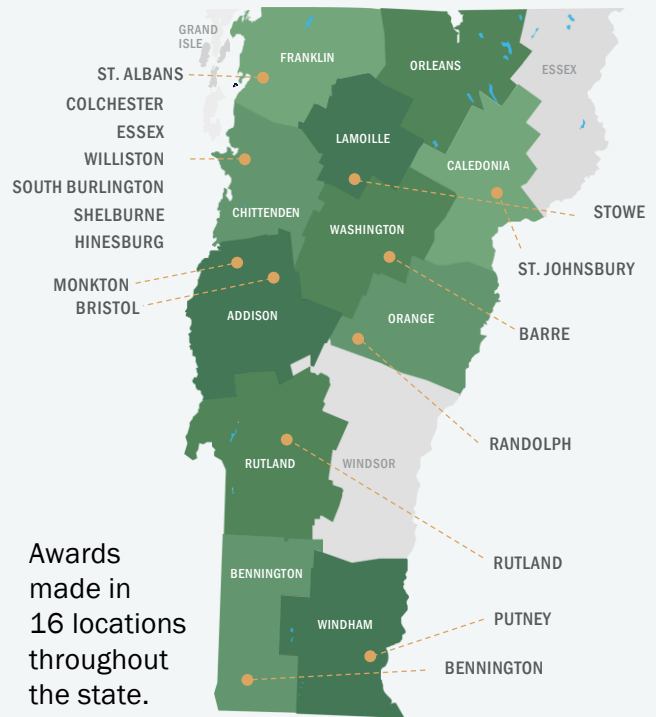 GRAND
ISLE
FRANKLIN
ORLEANS
ESSEX
ST. ALBANS
COLCHESTER
ESSEX
WILLISTON
SOUTH BURLINGTON
SHELBURNE
HINESBURG
LAMOILLE
CALEDONIA
CHITTENDEN
WASHINGTON
STOWE
ST. JOHNSBURY
MONKTON
BRISTOL
ADDISON
ORANGE
BARRE
RANDOLPH
RUTLAND
WINDSOR
RUTLAND
BENNINGTON
WINDHAM
PUTNEY
BENNINGTON
Awards
made in
16 locations
throughout
the state.